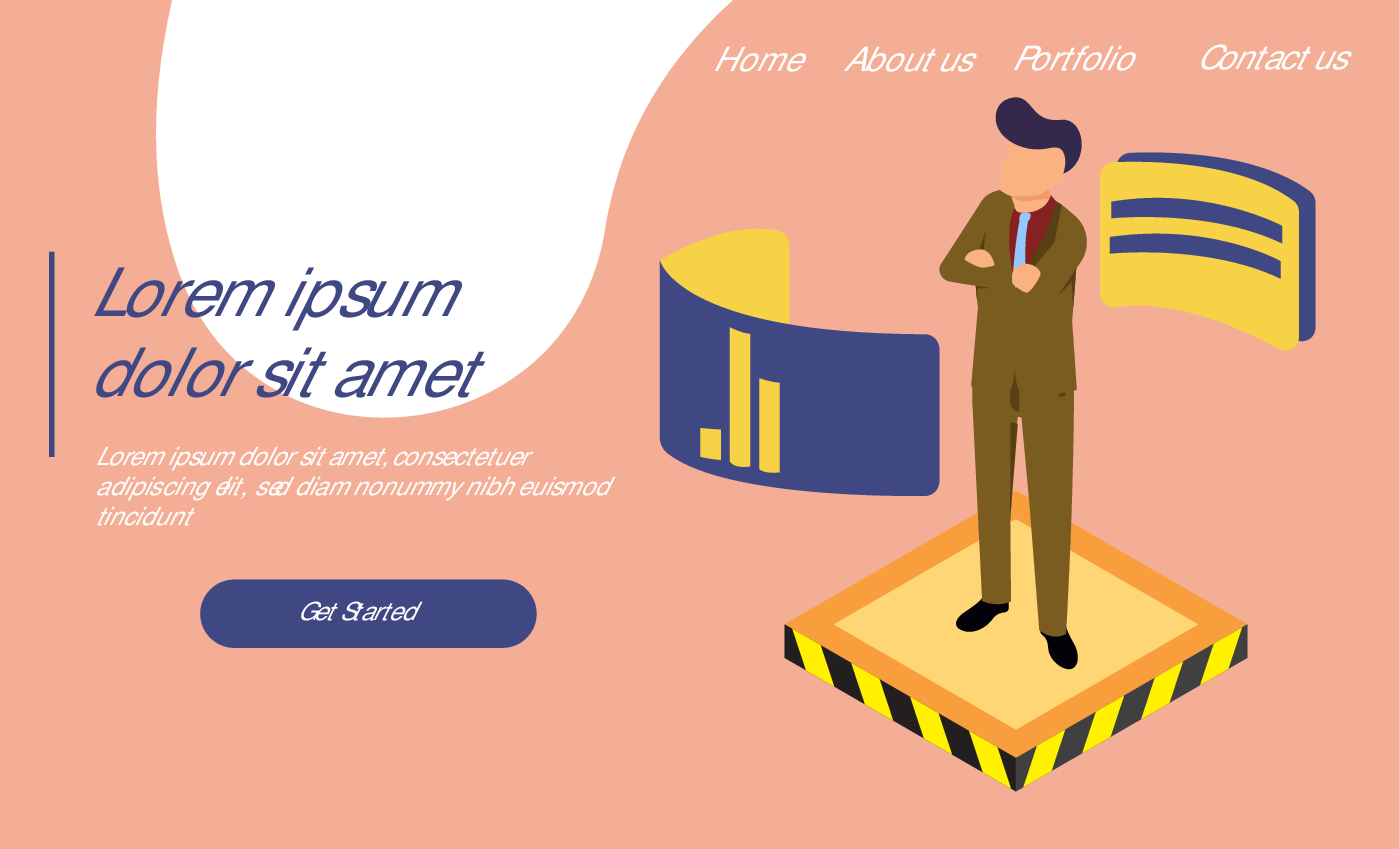 Home About us Portfolio Contact us
Lorem ipsum
dolor sit amet
Lorem ipsum dolor sit amet, consectetuer
adipiscing elit, sed diam nonummy nibh euismod
tincidunt
Get Started